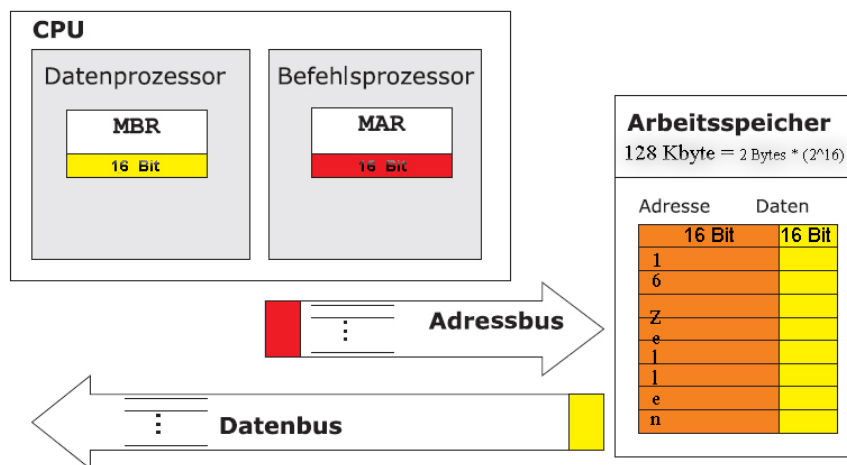 CPU
Datenprozessor
Befehlsprozessor
MBR
16 Bit
MAR
16 Bit
Arbeitsspeicher
128 Kbyte = 2 Bytes * (2^16)
Adresse Daten
16 Bit 16 Bit
1
6
Z
e
l
l
e
n
Adressbus
Datenbus